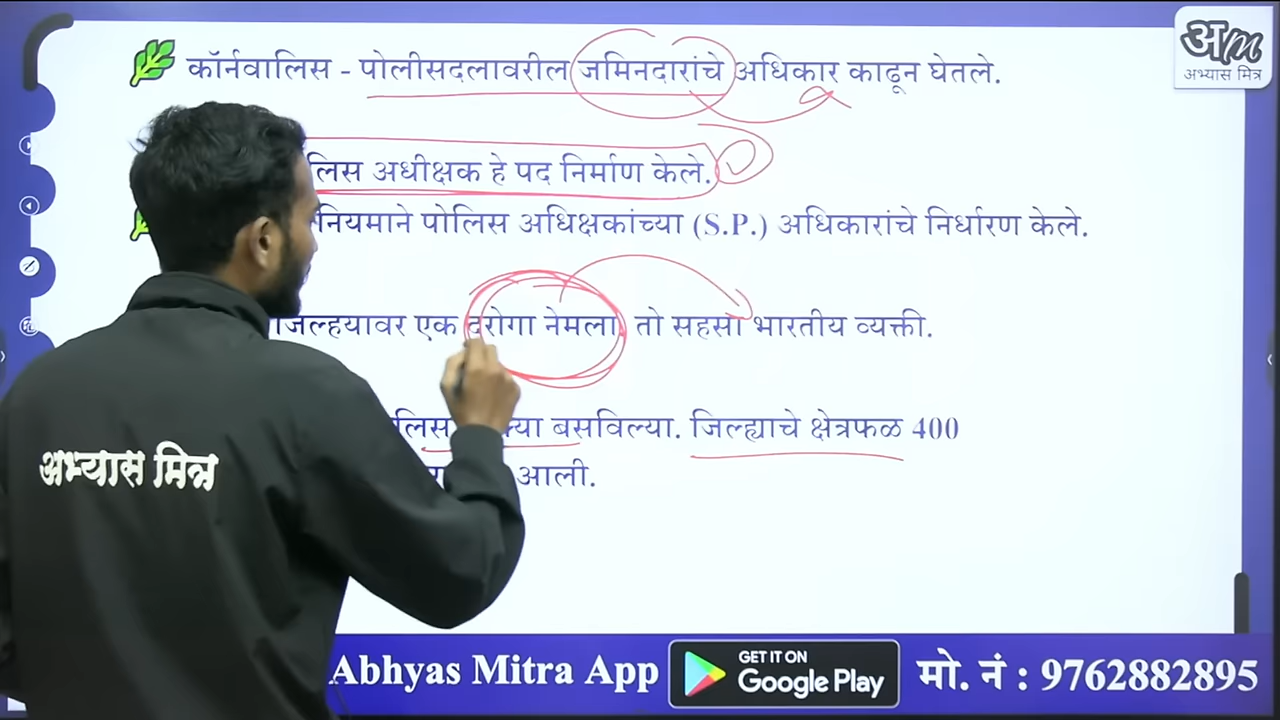 अm
अभ्यास मित्र
कॉर्नवालिस - पोलीसदलावरील जमिनदारांचे अधिकार काढून घेतले.
लिस अधीक्षक हे पद निर्माण केले.
नियमाने पोलिस अधिक्षकांच्या (S.P.) अधिकारांचे निर्धारण केले.
जिल्हयावर एक दरोगा नेमला. तो सहसा भारतीय व्यक्ती.
लिस बसविल्या. जिल्ह्याचे क्षेत्रफळ 400
आली.
अभ्यास मित्र
Abhyas Mitra App
GET IT ON
Google Play
मो. नं : 9762882895